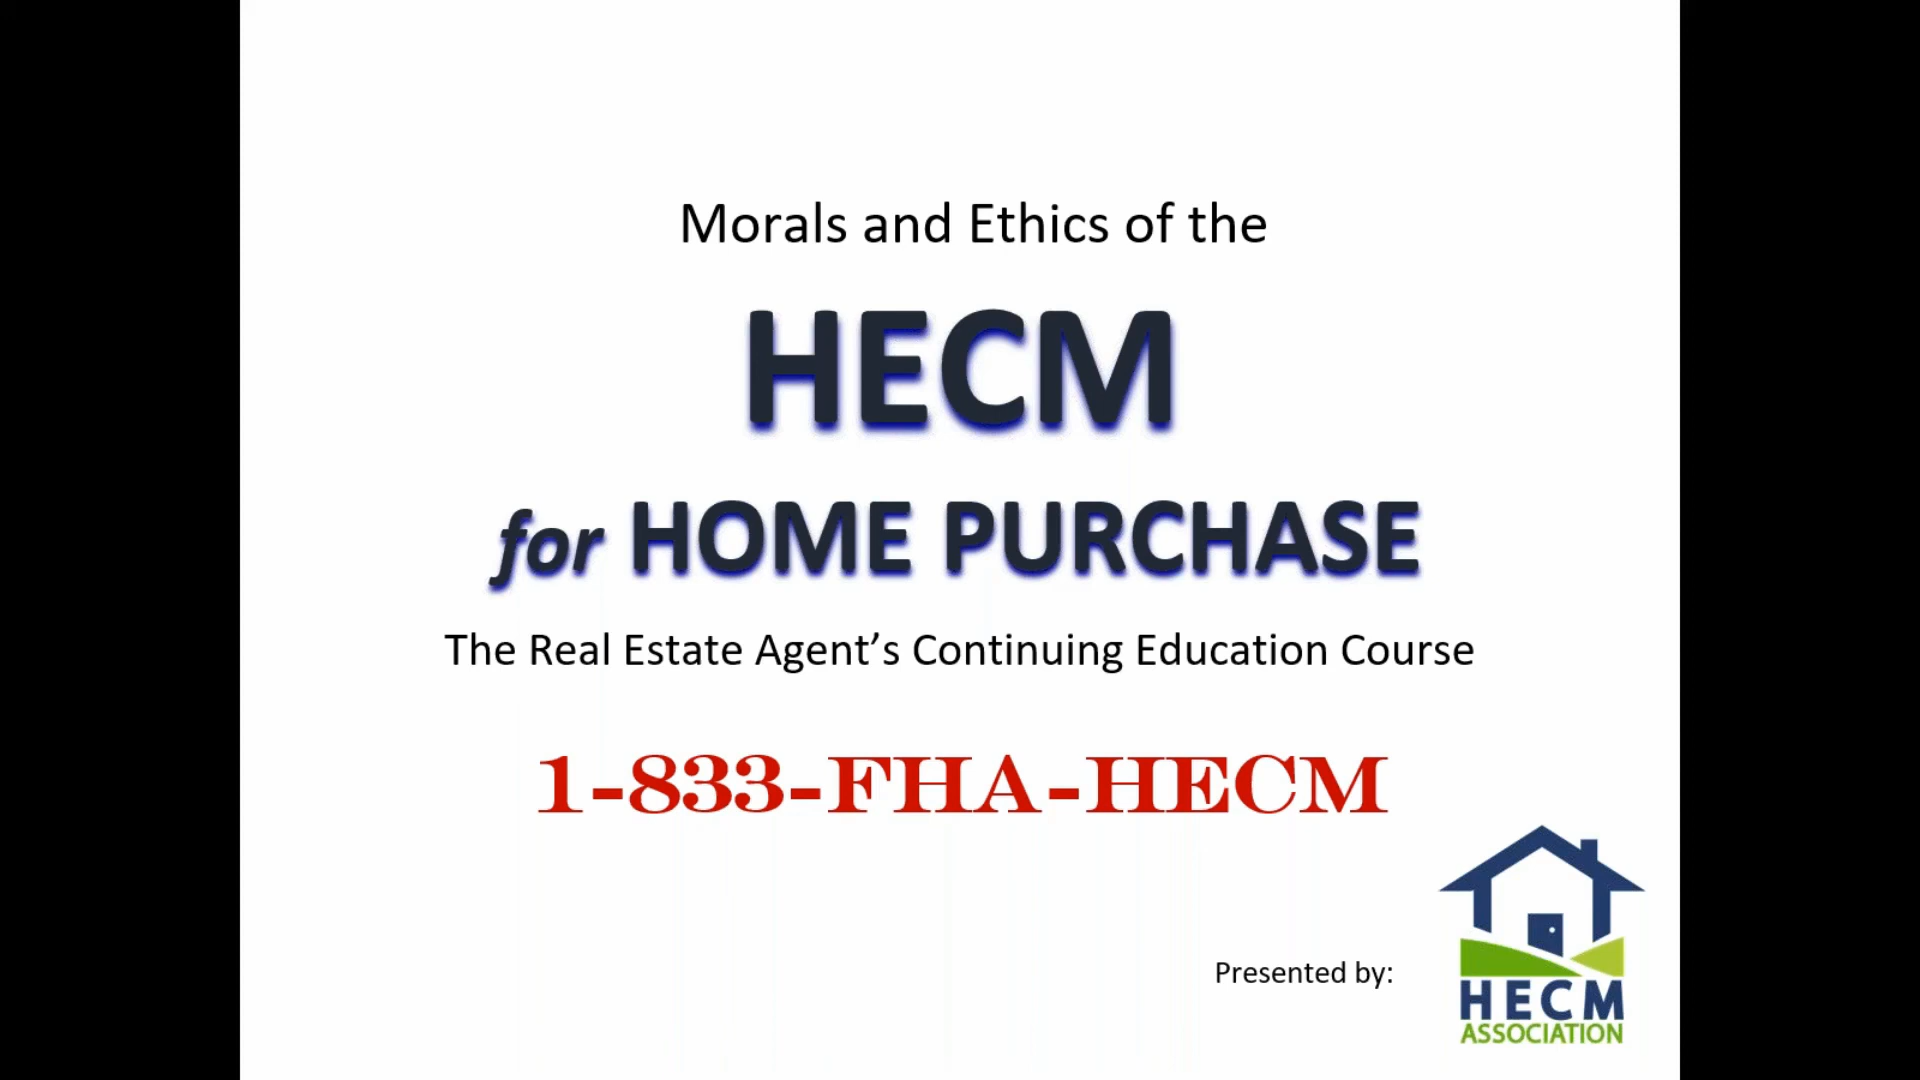 Morals and Ethics of the
HECM
for HOME PURCHASE
The Real Estate Agent’s Continuing Education Course
1-833-FHA-HECM
Presented by:
HECM
ASSOCIATION